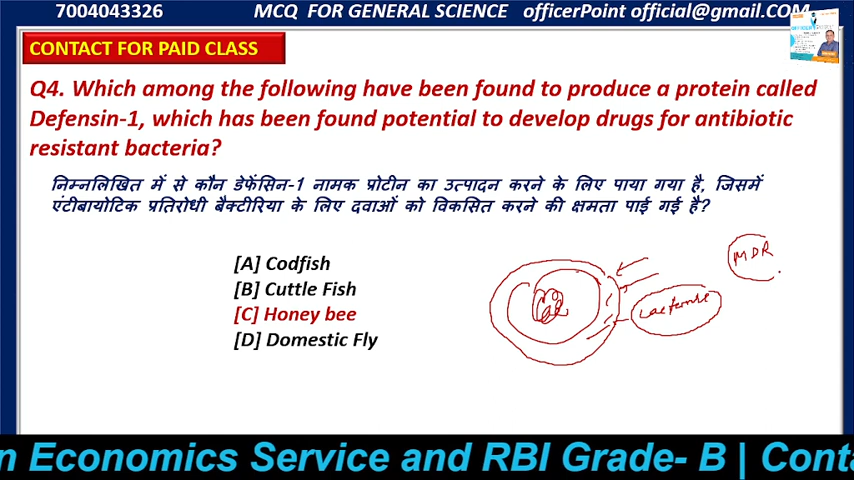 7004043326 MCQ FOR GENERAL SCIENCE officerPoint official@gmail.COM
CONTACT FOR PAID CLASS
Q4. Which among the following have been found to produce a protein called
Defensin-1, which has been found potential to develop drugs for antibiotic
resistant bacteria?
निम्नलिखित में से कौन डेफेंसिन-1 नामक प्रोटीन का उत्पादन करने के लिए पाया गया है, जिसमें
एंटीबायोटिक प्रतिरोधी बैक्टीरिया के लिए दवाओं को विकसित करने की क्षमता पाई गई है?
[A] Codfish
[B] Cuttle Fish
[C] Honey bee
[D] Domestic Fly
MDR
n Economics Service and RBI Grade- B | Conta